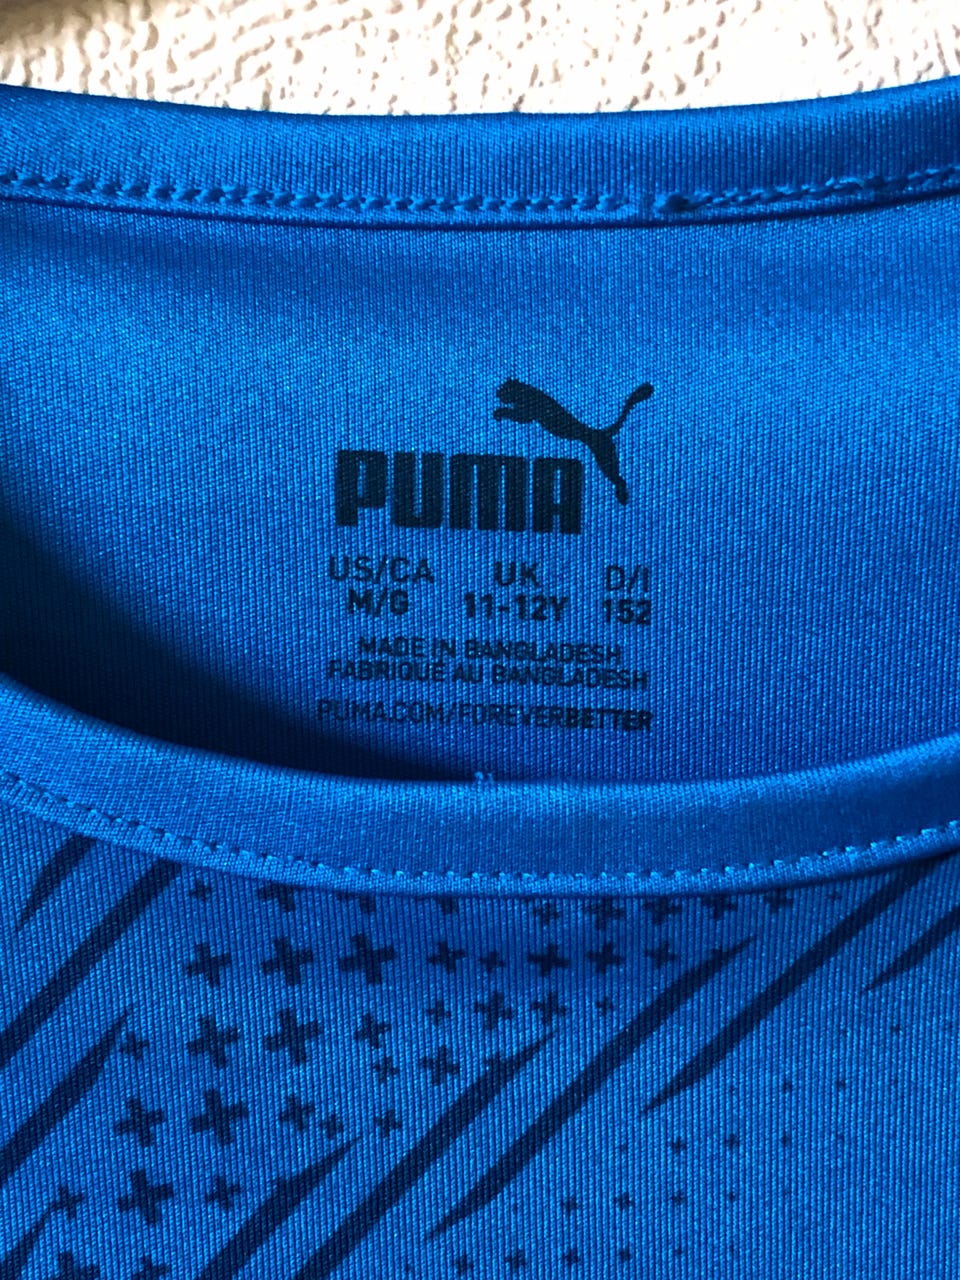 PUMA
US/CA UK D/I
M/G 11-12Y 152
MADE IN BANGLADESH
FABRIQUÉ AU BANGLADESH
PUMA.COM/FOREVERBETTER